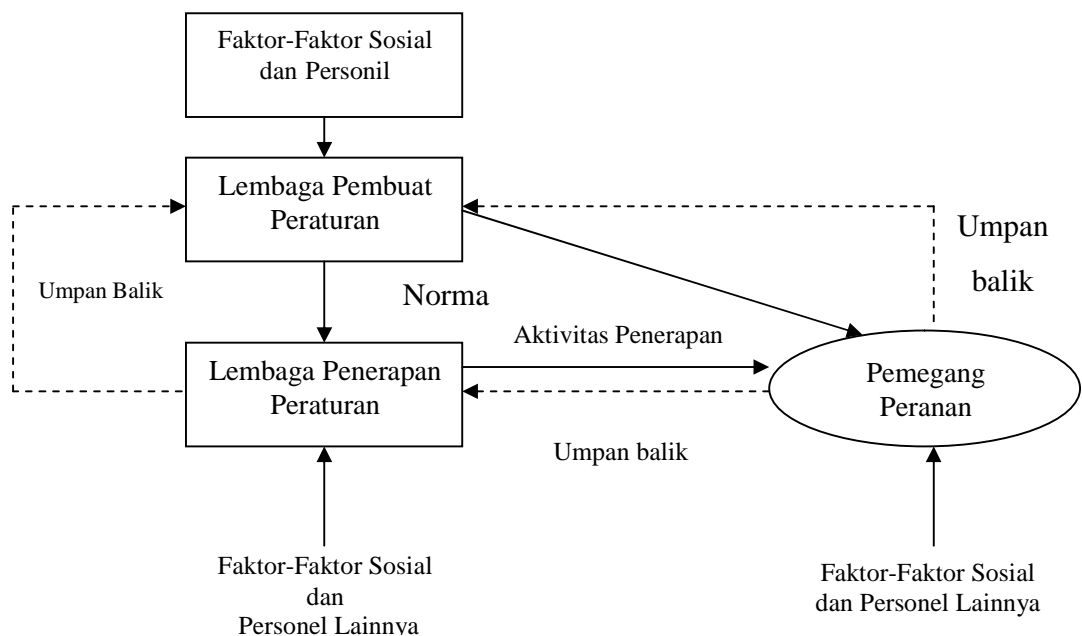 Faktor-Faktor Sosial
dan Personil
Lembaga Pembuat
Peraturan
Umpan
balik
Umpan Balik
Norma
Aktivitas Penerapan
Lembaga Penerapan
Peraturan
Pemegang
Peranan
Umpan balik
Faktor-Faktor Sosial
dan
Personel Lainnya
Faktor-Faktor Sosial
dan Personel Lainnya